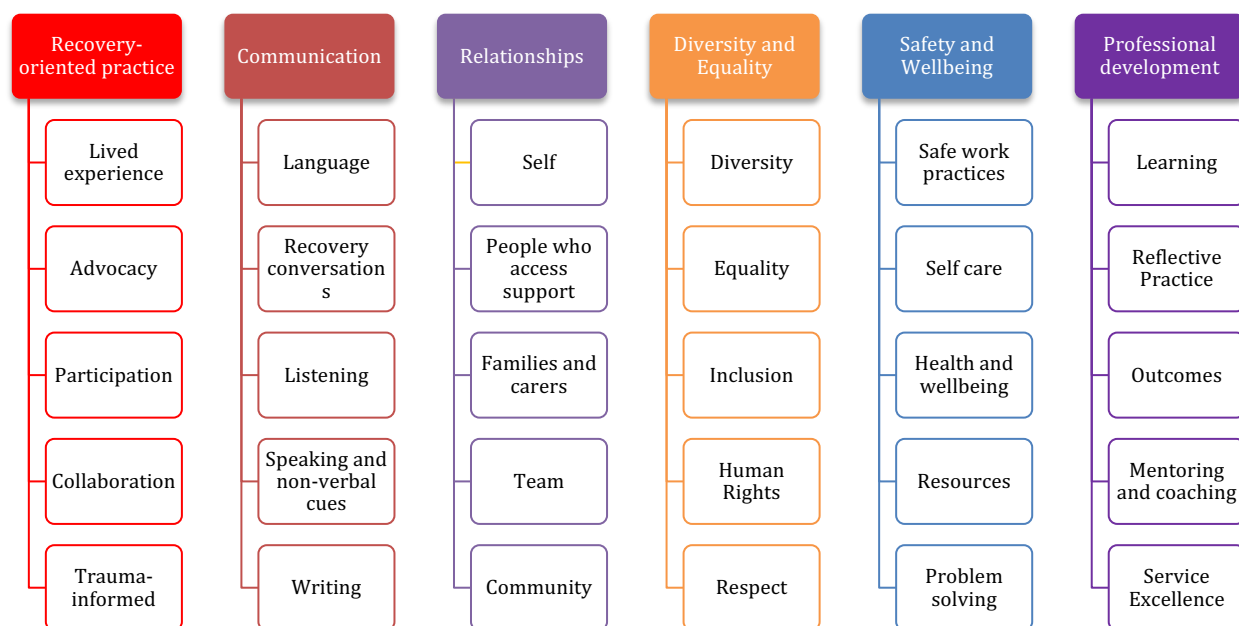 Recovery-
oriented practice
Lived
experience
Advocacy
Participation
Collaboration
Trauma-
informed
Communication
Language
Recovery
conversation
s
Listening
Speaking and
non-verbal
cues
Writing
Relationships
Self
People who
access
support
Families and
carers
Team
Community
Diversity and
Equality
Diversity
Equality
Inclusion
Human
Rights
Respect
Safety and
Wellbeing
Safe work
practices
Self care
Health and
wellbeing
Resources
Problem
solving
Professional
development
Learning
Reflective
Practice
Outcomes
Mentoring
and coaching
Service
Excellence